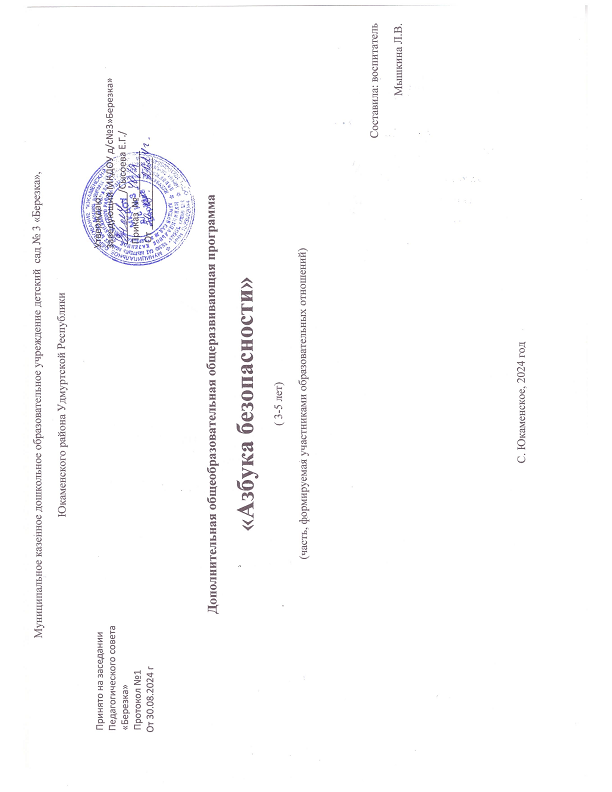 Муниципальное казенное дошкольное образовательное учреждение детский сад № 3 «Березка»,
Юкаменского района Удмуртской Республики
Принято на заседании
Педагогического совета
«Березка»
Протокол №1
От 30.08.2024 г
Утверждаю
Заведующий МКДОУ д/с№3»Березка»
/Сысоева Е.Г./
Приказ №
От
Дополнительная общеобразовательная общеразвивающая программа
«Азбука безопасности»
( 3-5 лет)
(часть, формируемая участниками образовательных отношений)
Составила: воспитатель
Мышкина Л.В.
С. Юкаменское, 2024 год